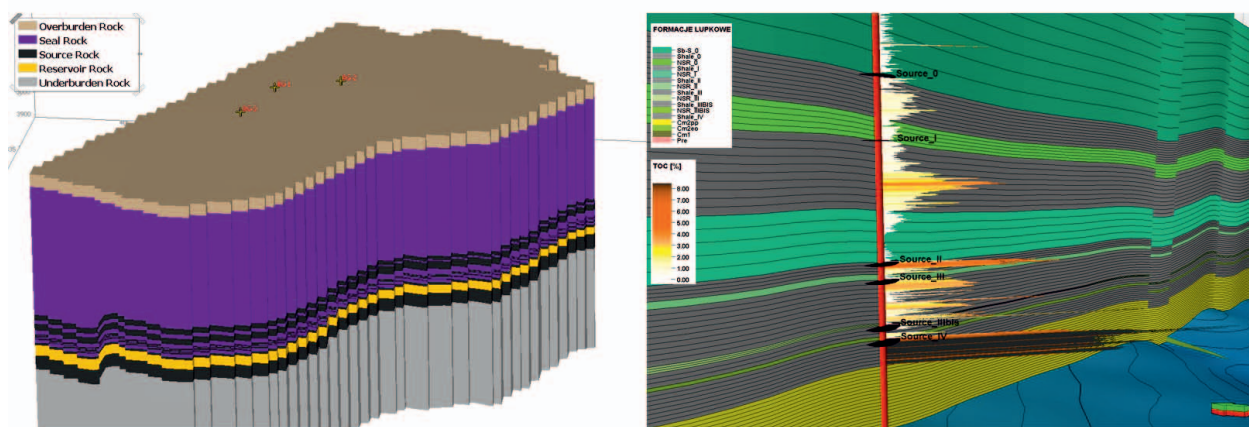 Overburden Rock
Seal Rock
Source Rock
Reservoir Rock
Underburden Rock
2800
FORMACJE LUPKOWE
Sb-S_0
Shale_0
NSR_0
Shale_I
NSR_I
Shale_II
NSR_II
Shale_III
NSR_III
Shale_IIIBIS
NSR_IIIBIS
Shale_IV
Cm2pp
Cm2eo
Cm1
Pre
TOC [%]
8.00
7.00
6.00
5.00
4.00
3.00
2.00
1.00
0.00
Source_0
Source_I
Source_II
Source_III
Source_IIIbis
Source_IV